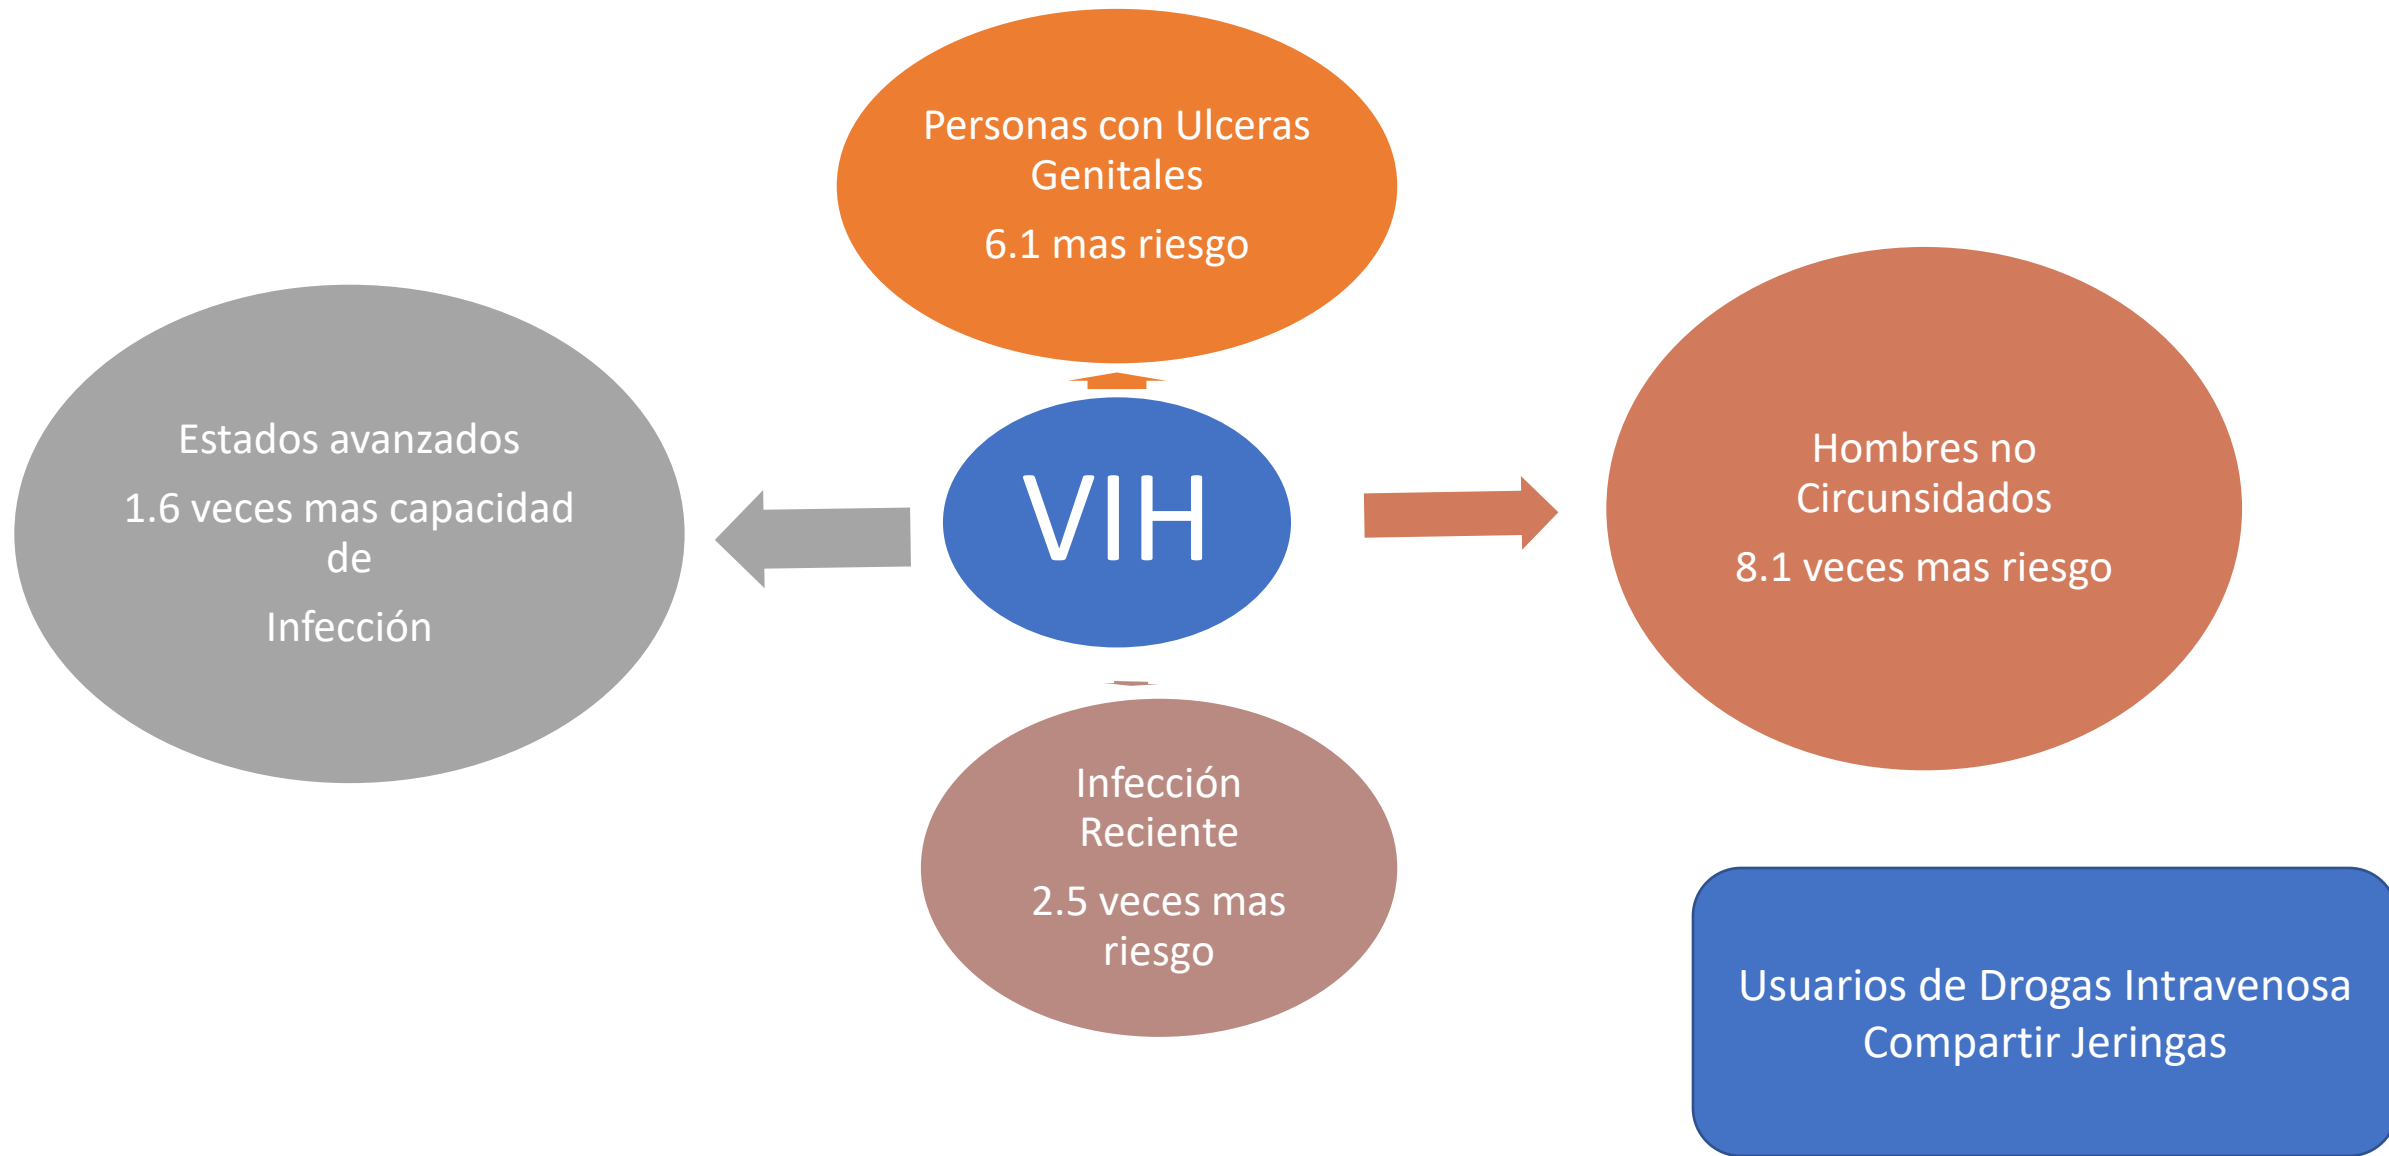 Personas con Ulceras
Genitales
6.1 mas riesgo
Estados avanzados
1.6 veces mas capacidad
de
Infección
VIH
Hombres no
Circunsidados
8.1 veces mas riesgo
Infección
Reciente
2.5 veces mas
riesgo
Usuarios de Drogas Intravenosa
Compartir Jeringas